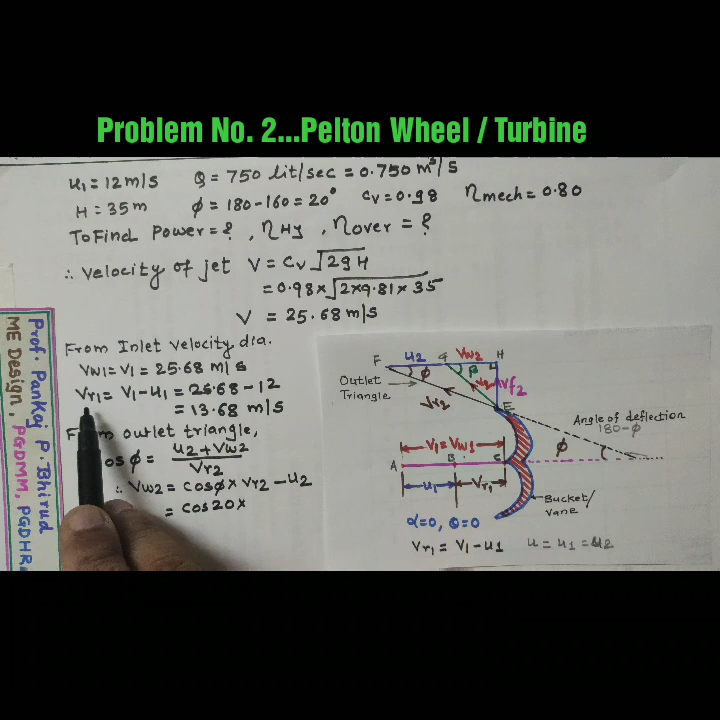 Problem No. 2...Pelton Wheel / Turbine
u1 = 12 m/s Q = 750 lit/sec = 0.750 m³/s
H = 35m φ = 180-160 = 20° Cv = 0.98 ηmech = 0.80
To Find Power = ?, ηHy, ηover = ?
∴ Velocity of jet V = Cv √2gH
= 0.98 × √2×9.81×35
V = 25.68 m/s
From Inlet Velocity dia.
Vw1 = V1 = 25.68 m/s
Vr1 = V1 - u1 = 25.68 - 12
= 13.68 m/s
From outlet triangle,
cos φ = u2 + Vw2 / Vr2
∴ Vw2 = cosφ × Vr2 - u2
= cos20 ×
Prof. Pankaj P. Bhirud
ME Design, PGDMM, PGDHR
F u2 G Vw2 H
φ β
Outlet
Triangle
Vr2 V2 Vf2
E
Angle of deflection
180-φ
V1 = Vw1
φ
A B C
u1 Vr1
Bucket/
Vane
α=0, θ=0
Vr1 = V1 - u1 u = u1 = u2